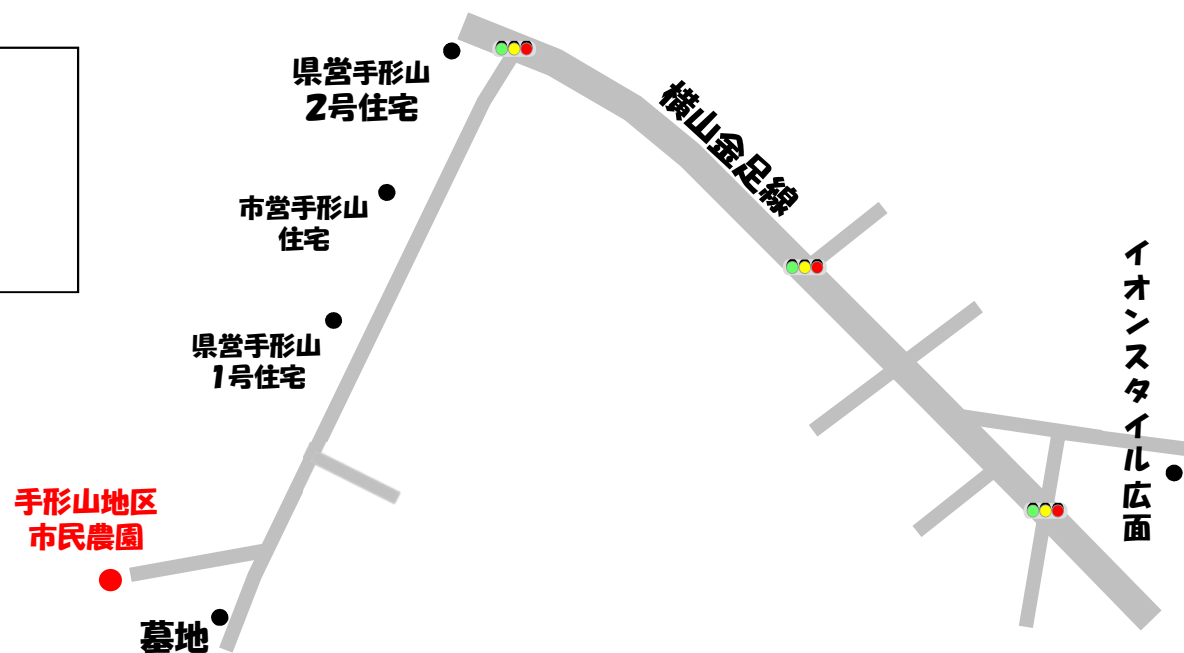 県営手形山
2号住宅
横山金足線
市営手形山
住宅
イオンスタイル広面
県営手形山
1号住宅
手形山地区
市民農園
墓地